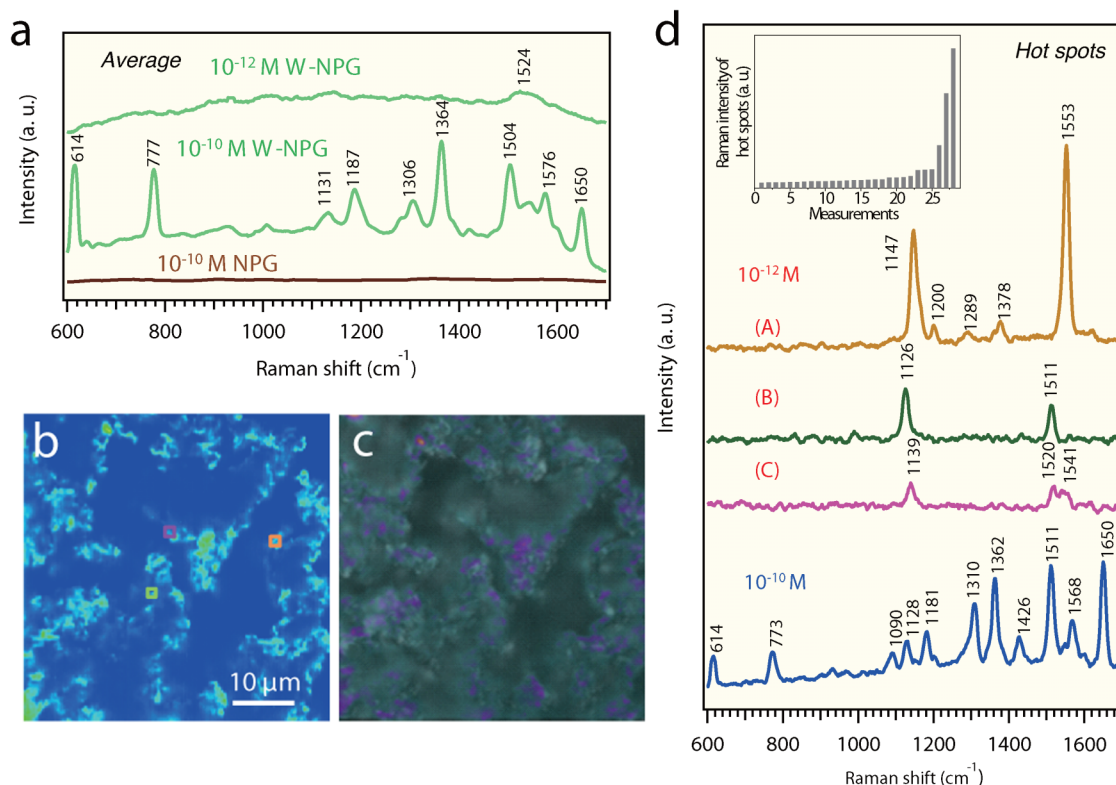 a
Average
10⁻¹² M W-NPG
1524
10⁻¹⁰ M W-NPG
614
777
1131
1187
1306
1364
1504
1576
1650
10⁻¹⁰ M NPG
Intensity (a. u.)
600 800 1000 1200 1400 1600
Raman shift (cm⁻¹)
b
10 µm
c
d
Hot spots
Raman intensity of
hot spots (a. u.)
0 5 10 15 20 25
Measurements
10⁻¹² M
(A)
1147
1200
1289
1378
1553
(B)
1126
1511
(C)
1139
1520
1541
10⁻¹⁰ M
614
773
1090
1128
1181
1310
1362
1426
1511
1568
1650
Intensity (a. u.)
600 800 1000 1200 1400 1600
Raman shift (cm⁻¹)